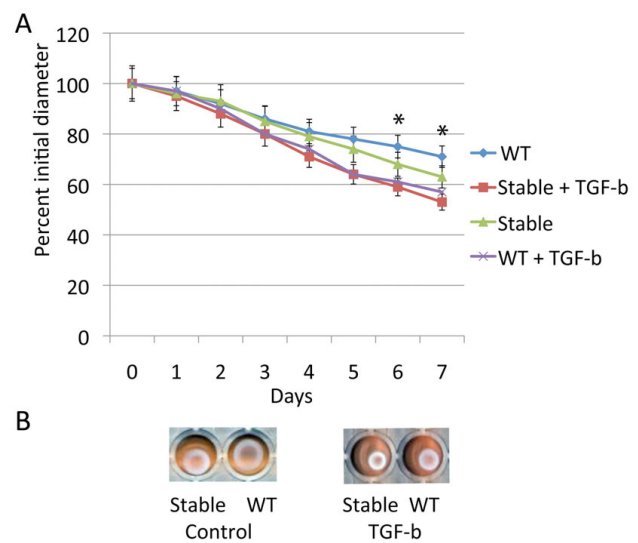 A
120
100
80
60
40
20
0
Percent initial diameter
* *
0 1 2 3 4 5 6 7
Days
WT
Stable + TGF-b
Stable
WT + TGF-b
B
Stable WT Stable WT
Control TGF-b